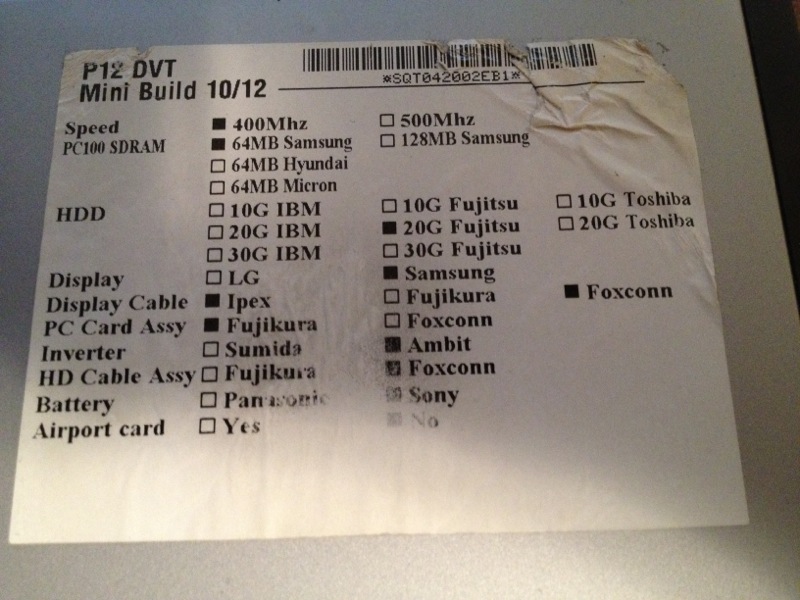 P12 DVT
Mini Build 10/12
*SQT042002EB1*
Speed ■ 400Mhz □ 500Mhz
PC100 SDRAM ■ 64MB Samsung □ 128MB Samsung
□ 64MB Hyundai
□ 64MB Micron
HDD □ 10G IBM □ 10G Fujitsu □ 10G Toshiba
□ 20G IBM ■ 20G Fujitsu □ 20G Toshiba
□ 30G IBM □ 30G Fujitsu
Display □ LG ■ Samsung
Display Cable ■ Ipex □ Fujikura ■ Foxconn
PC Card Assy ■ Fujikura □ Foxconn
Inverter □ Sumida ■ Ambit
HD Cable Assy □ Fujikura ■ Foxconn
Battery □ Panasonic ■ Sony
Airport card □ Yes ■ No